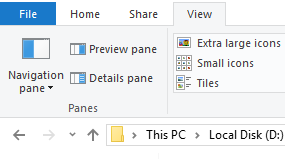 File Home Share View
Preview pane
Details pane
Navigation
pane
Panes
Extra large icons
Small icons
Tiles
This PC Local Disk (D:)